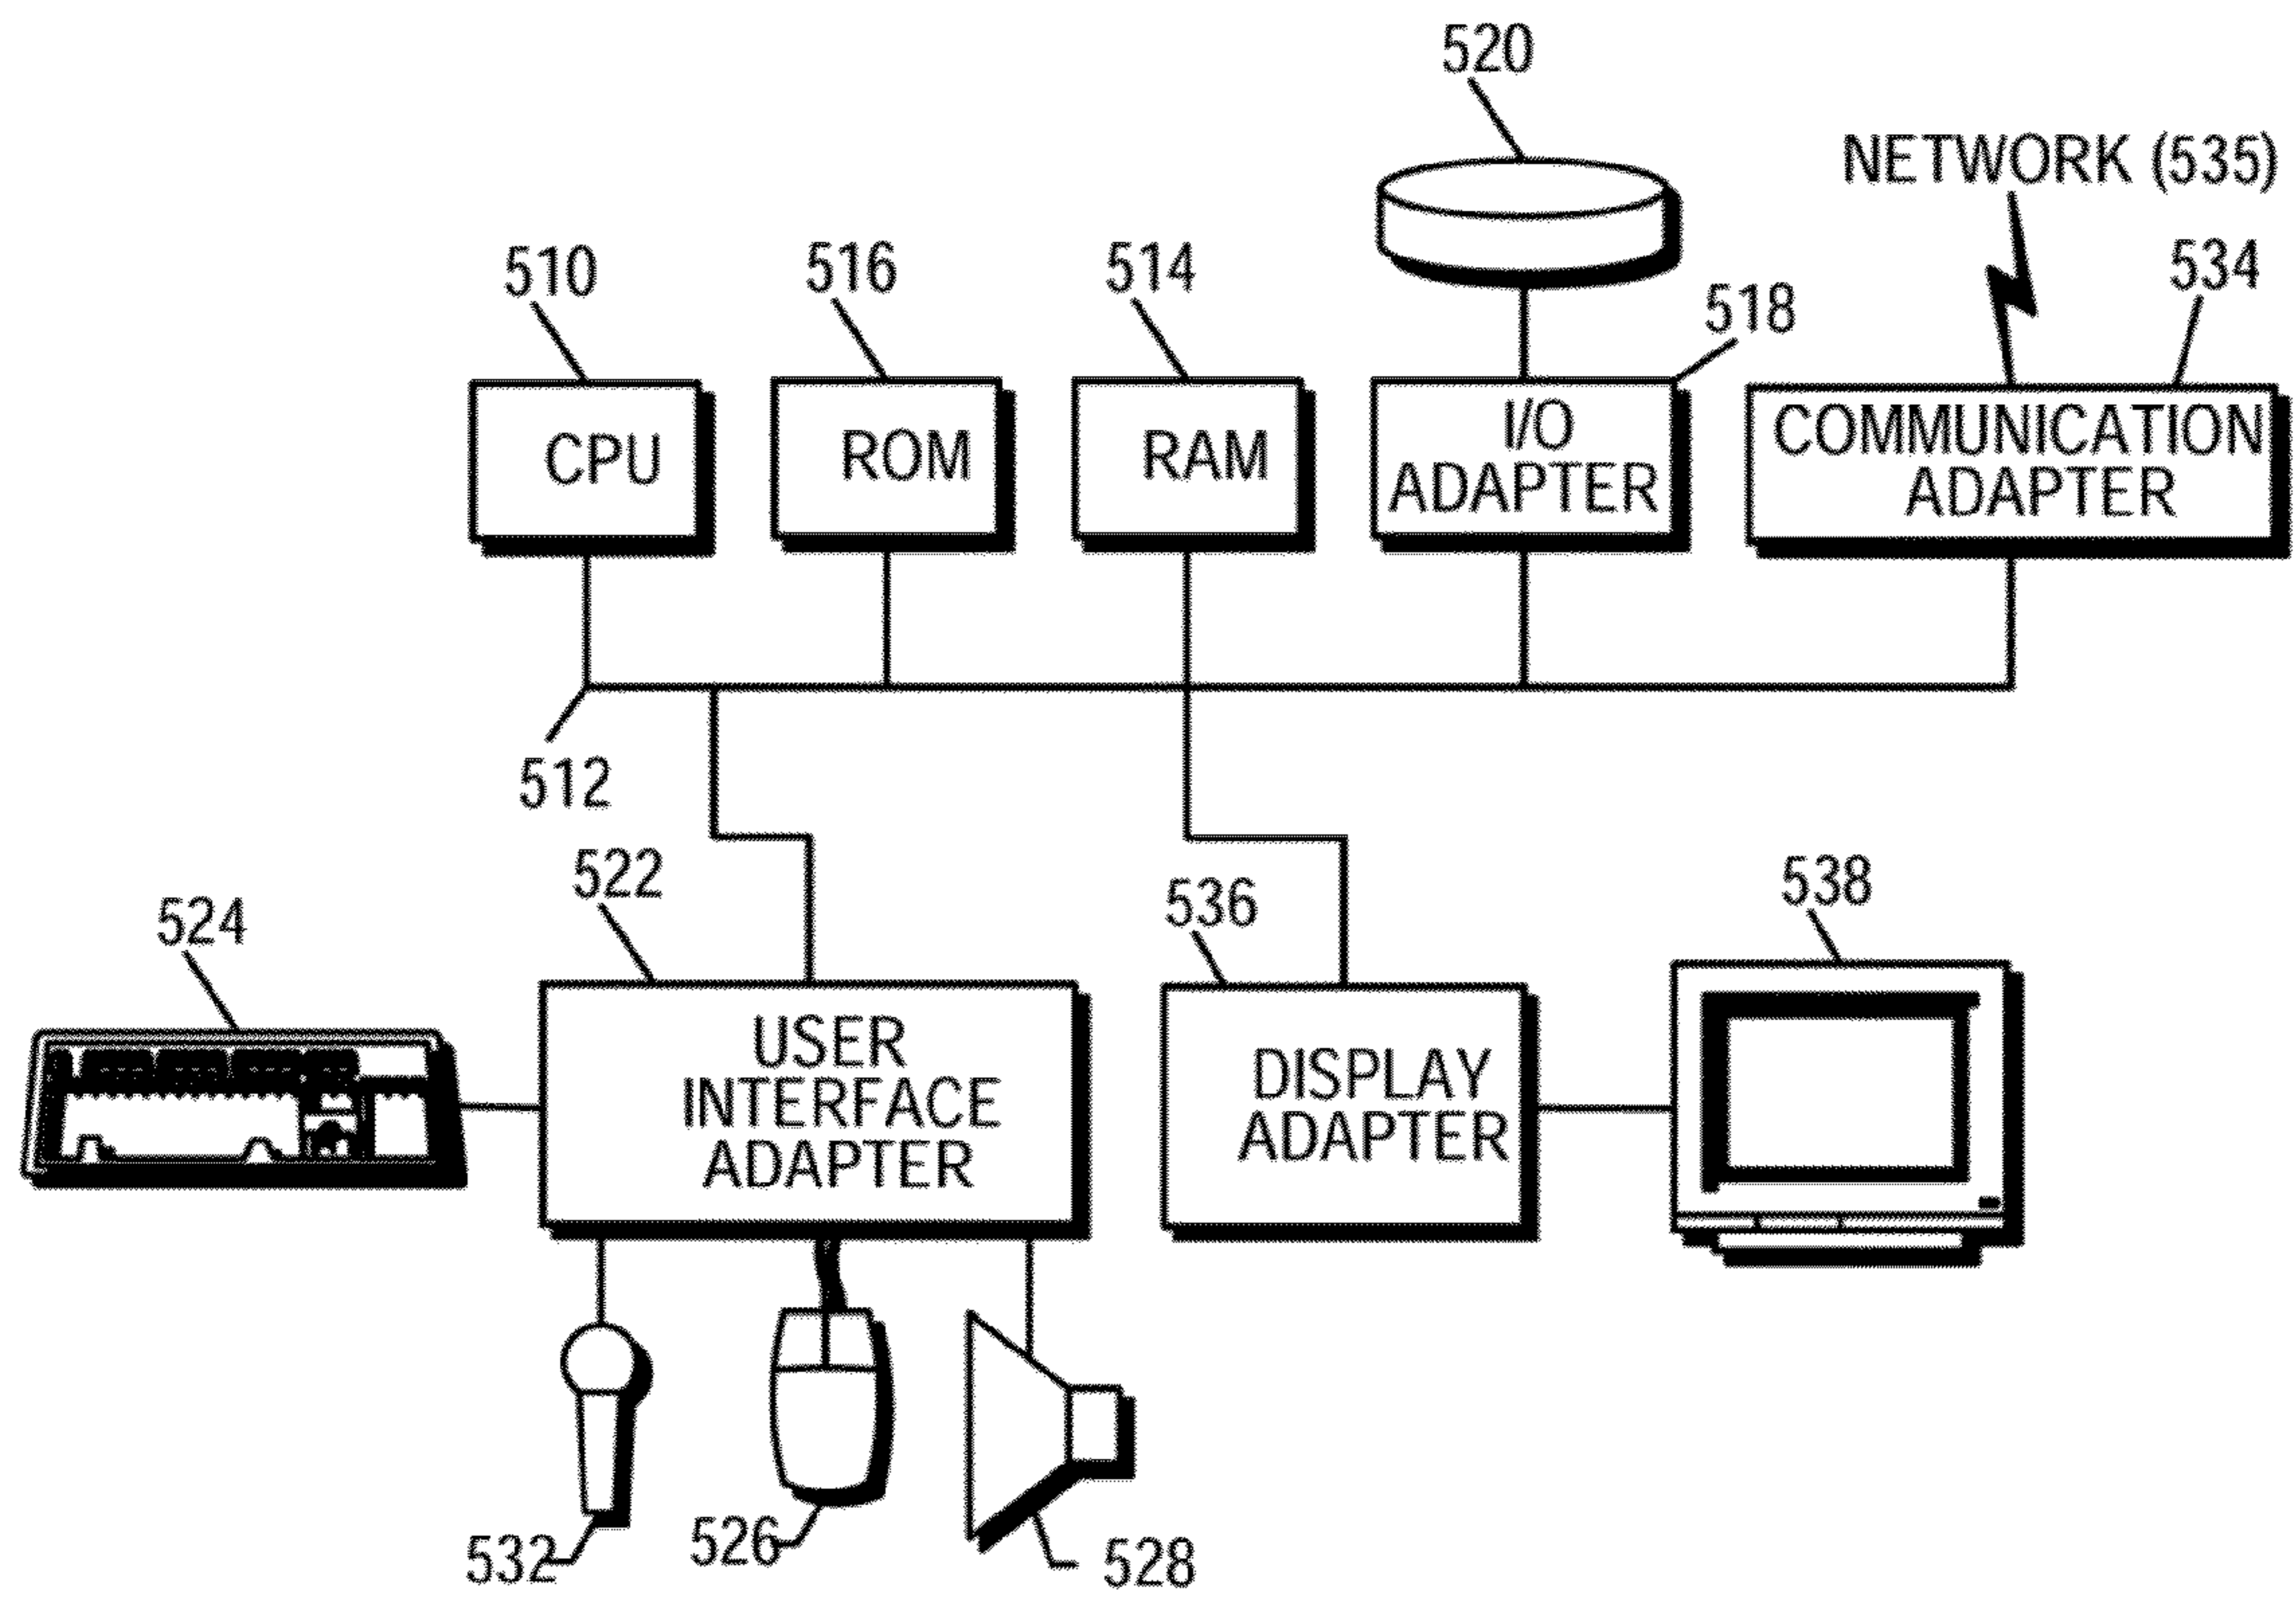 520
NETWORK (535)
510
516
514
518
534
CPU
ROM
RAM
I/O
ADAPTER
COMMUNICATION
ADAPTER
512
522
524
536
538
USER
INTERFACE
ADAPTER
DISPLAY
ADAPTER
532
526
528